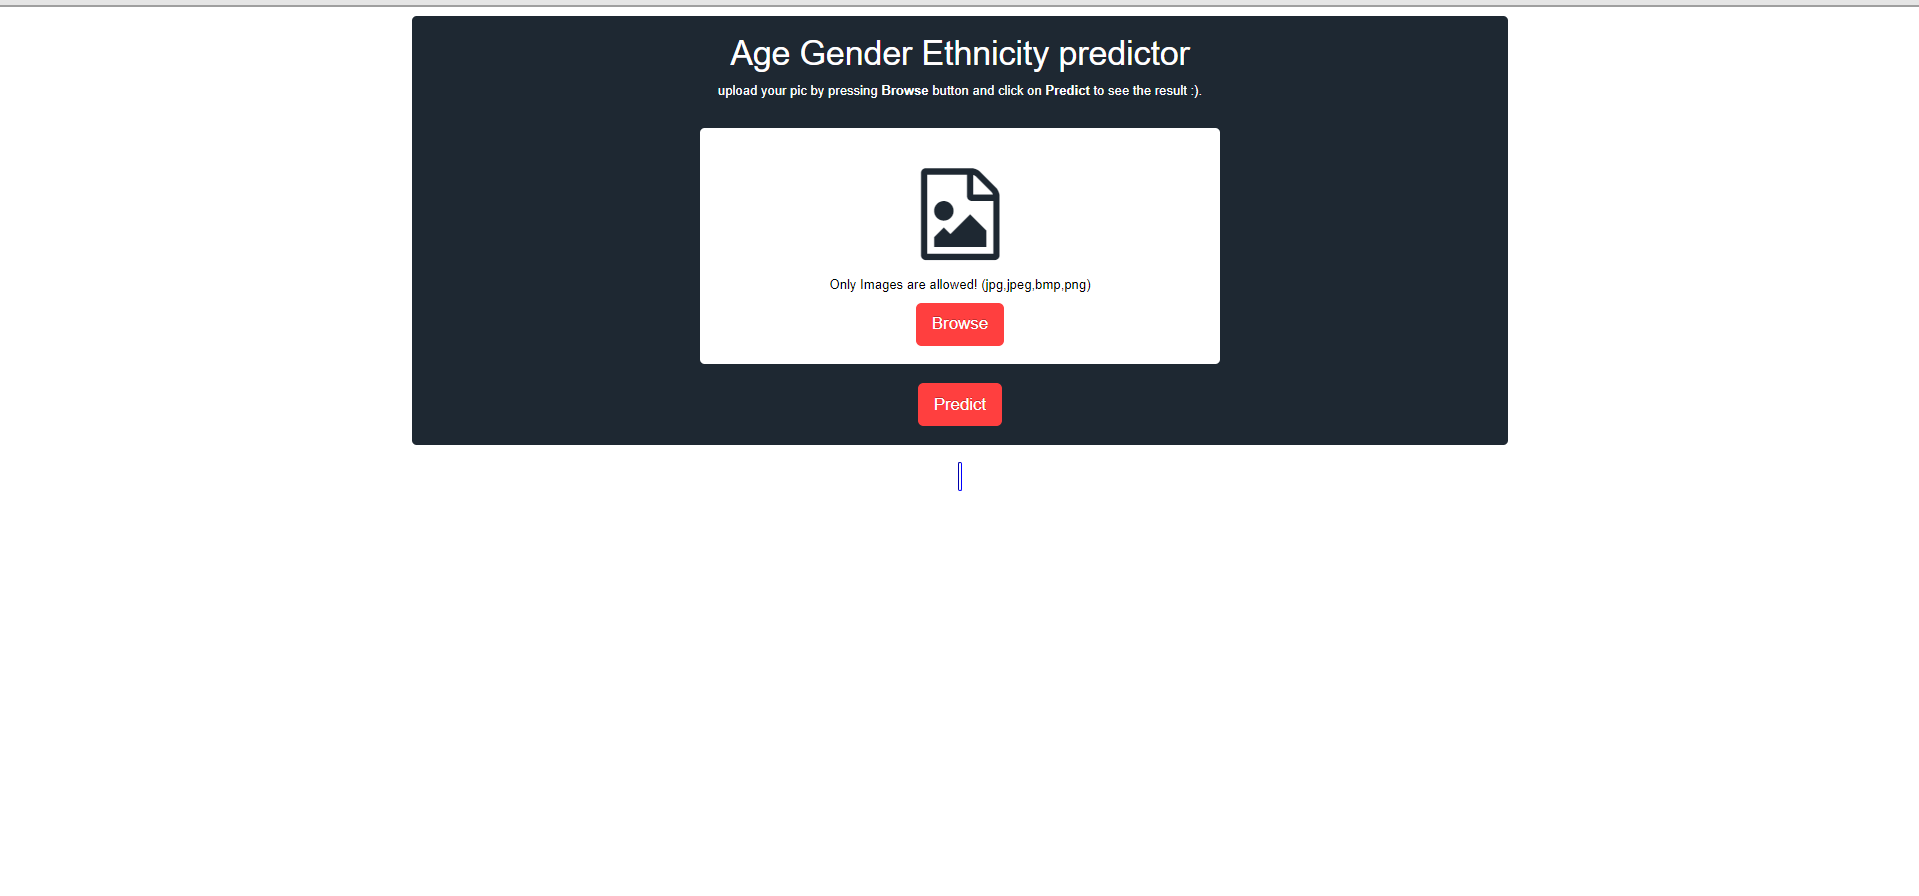 Age Gender Ethnicity predictor
upload your pic by pressing Browse button and click on Predict to see the result :).
Only Images are allowed! (jpg,jpeg,bmp,png)
Browse
Predict